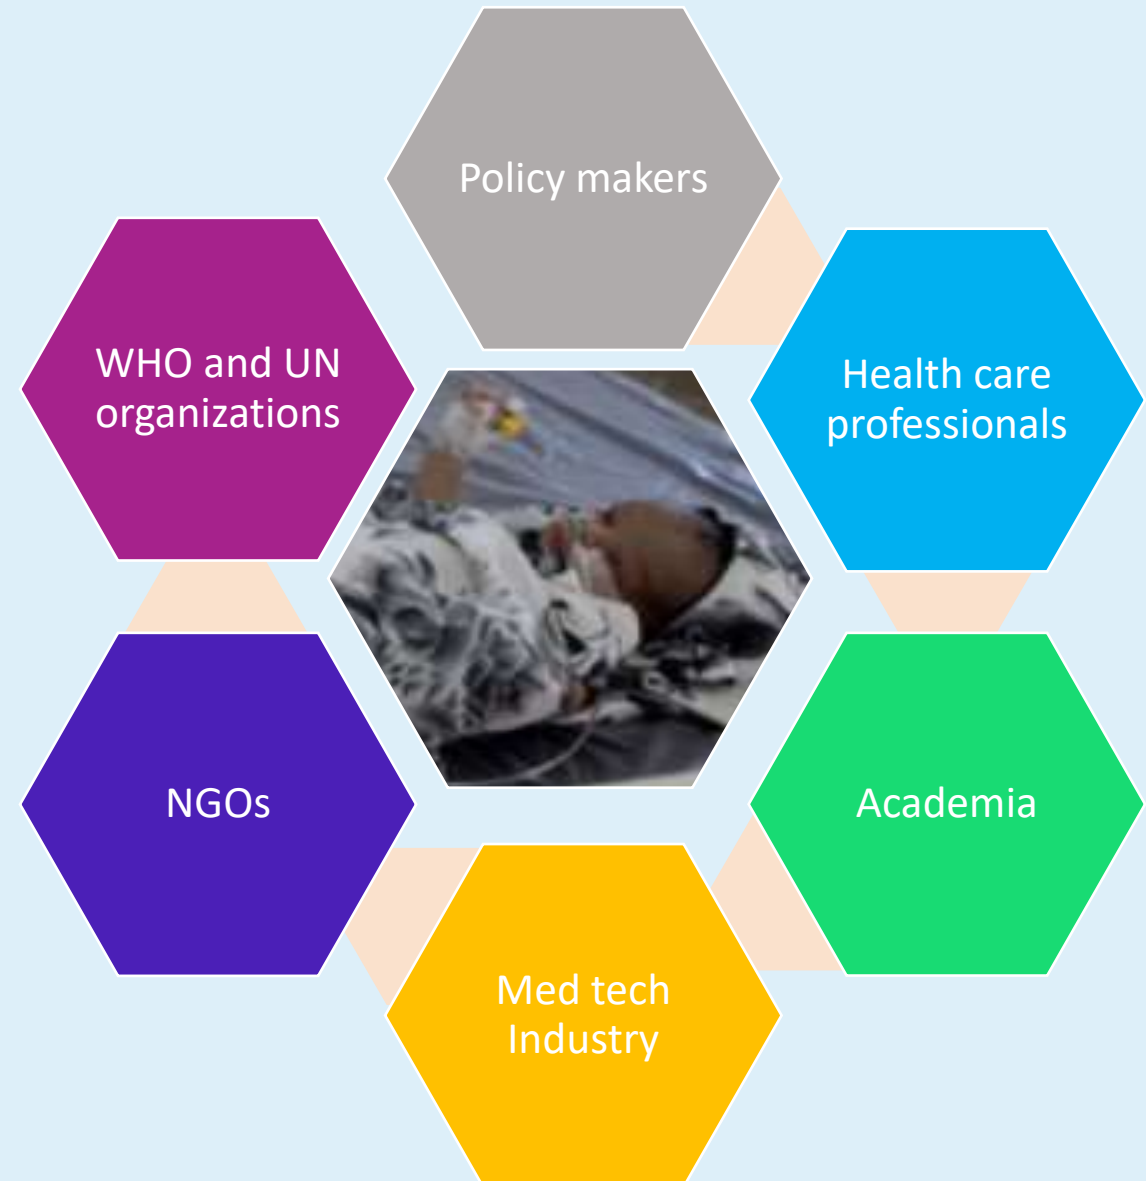 Policy makers
WHO and UN
organizations
Health care
professionals
NGOs
Academia
Med tech
Industry